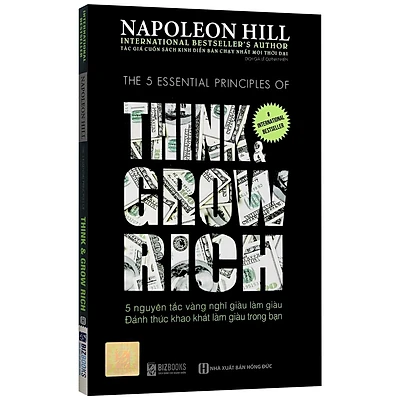 NAPOLEON HILL
INTERNATIONAL BESTSELLER'S AUTHOR
TÁC GIẢ CUỐN SÁCH KINH ĐIỂN BÁN CHẠY NHẤT MỌI THỜI ĐẠI
THE 5 ESSENTIAL PRINCIPLES OF
THINK &
GROW
RICH
INTERNATIONAL
BESTSELLER
5 nguyên tắc vàng nghĩ giàu làm giàu
Đánh thức khao khát làm giàu trong bạn
BIZBOOKS
NHÀ XUẤT BẢN HỒNG ĐỨC
NAPOLEON HILL
THINK & GROW RICH
BIZBOOKS